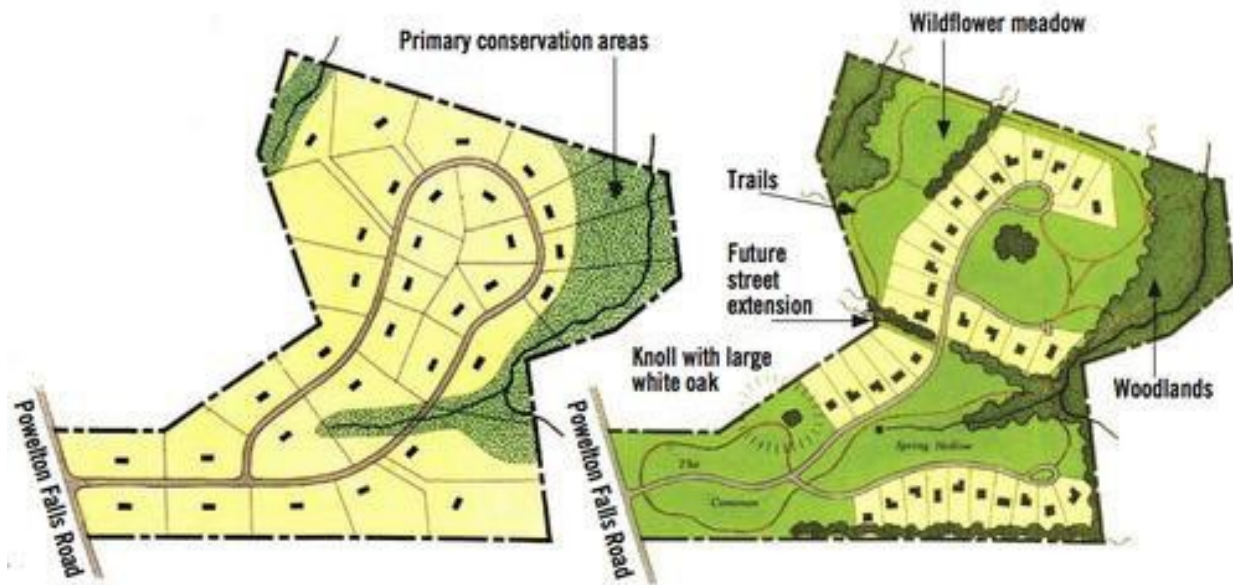 Primary conservation areas
Powelton Falls Road
Wildflower meadow
Trails
Future
street
extension
Knoll with large
white oak
Woodlands
Powelton Falls Road
The
Common
Spring Hollow